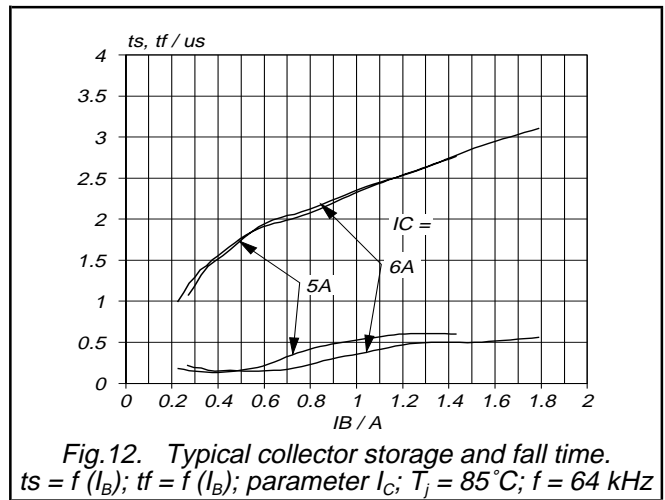 ts, tf / us
4
3.5
3
2.5
2
1.5
1
0.5
0
IC =
5A
6A
0 0.2 0.4 0.6 0.8 1 1.2 1.4 1.6 1.8 2
IB / A
Fig.12. Typical collector storage and fall time.
ts = f (IB); tf = f (IB); parameter IC; Tj = 85˚C; f = 64 kHz